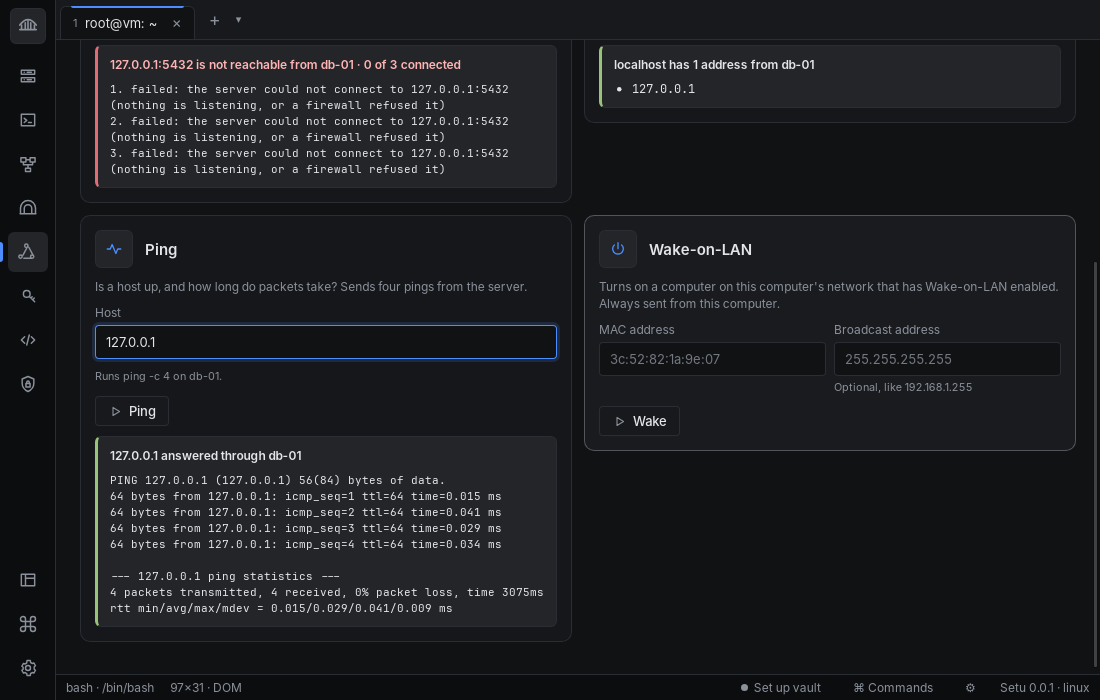 1 root@vm: ~ ×
+ ▾
127.0.0.1:5432 is not reachable from db-01 · 0 of 3 connected
1. failed: the server could not connect to 127.0.0.1:5432
(nothing is listening, or a firewall refused it)
2. failed: the server could not connect to 127.0.0.1:5432
(nothing is listening, or a firewall refused it)
3. failed: the server could not connect to 127.0.0.1:5432
(nothing is listening, or a firewall refused it)
localhost has 1 address from db-01
• 127.0.0.1
Ping
Is a host up, and how long do packets take? Sends four pings from the server.
Host
127.0.0.1
Runs ping -c 4 on db-01.
Ping
127.0.0.1 answered through db-01
PING 127.0.0.1 (127.0.0.1) 56(84) bytes of data.
64 bytes from 127.0.0.1: icmp_seq=1 ttl=64 time=0.015 ms
64 bytes from 127.0.0.1: icmp_seq=2 ttl=64 time=0.041 ms
64 bytes from 127.0.0.1: icmp_seq=3 ttl=64 time=0.029 ms
64 bytes from 127.0.0.1: icmp_seq=4 ttl=64 time=0.034 ms
--- 127.0.0.1 ping statistics ---
4 packets transmitted, 4 received, 0% packet loss, time 3075ms
rtt min/avg/max/mdev = 0.015/0.029/0.041/0.009 ms
Wake-on-LAN
Turns on a computer on this computer's network that has Wake-on-LAN enabled.
Always sent from this computer.
MAC address
3c:52:82:1a:9e:07
Broadcast address
255.255.255.255
Optional, like 192.168.1.255
Wake
bash · /bin/bash 97×31 · DOM
Set up vault ⌘ Commands ⚙ Setu 0.0.1 · linux